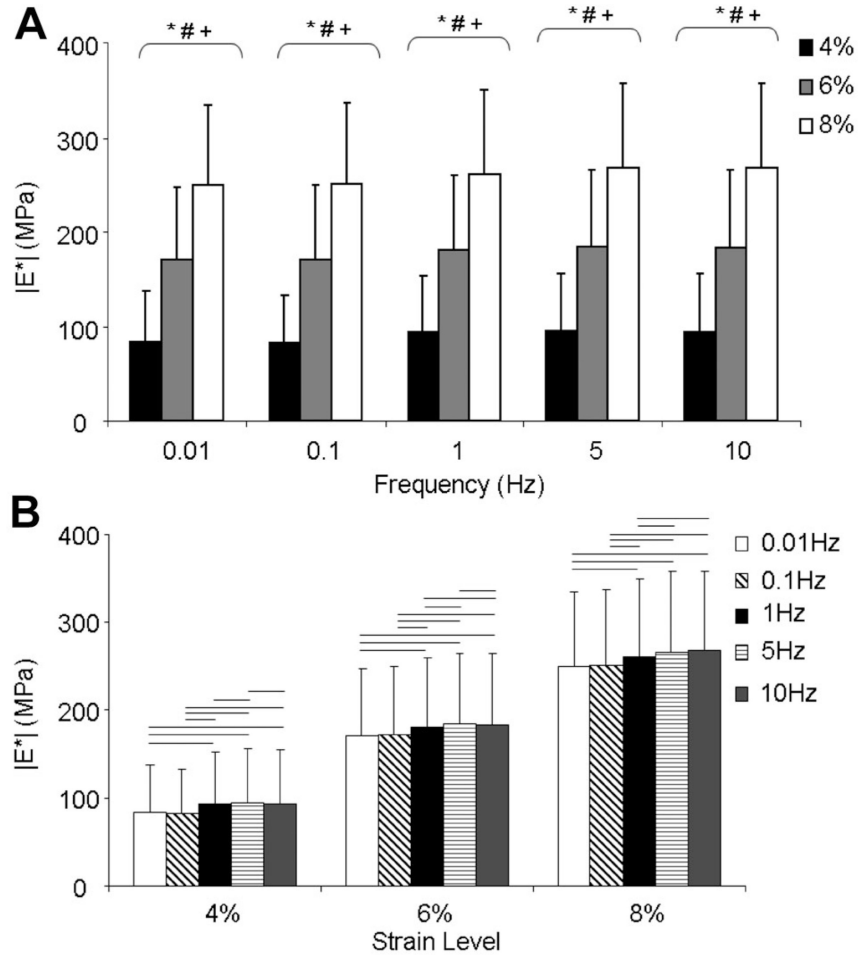 A
* # +
* # +
* # +
* # +
* # +
400
300
200
100
0
|E*| (MPa)
4%
6%
8%
0.01
0.1
1
5
10
Frequency (Hz)
B
400
300
200
100
0
|E*| (MPa)
0.01Hz
0.1Hz
1Hz
5Hz
10Hz
4%
6%
8%
Strain Level